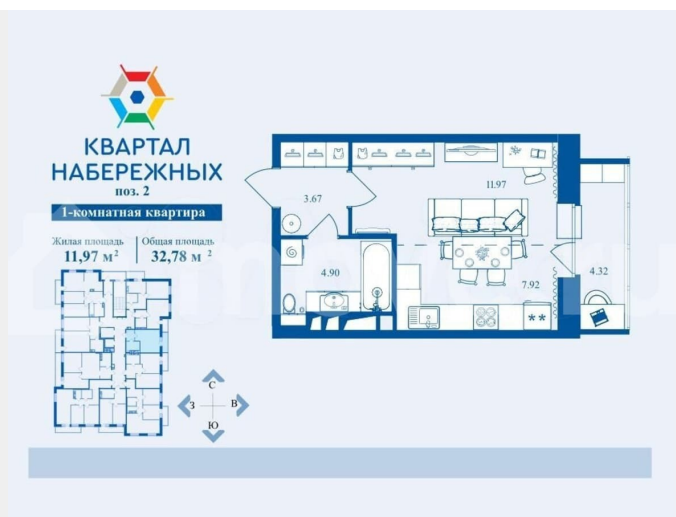 КВАРТАЛ
НАБЕРЕЖНЫХ
поз. 2
1-комнатная квартира
Жилая площадь
11,97 м²
Общая площадь
32,78 м²
3.67
11.97
4.90
7.92
4.32
**
С
З
В
Ю